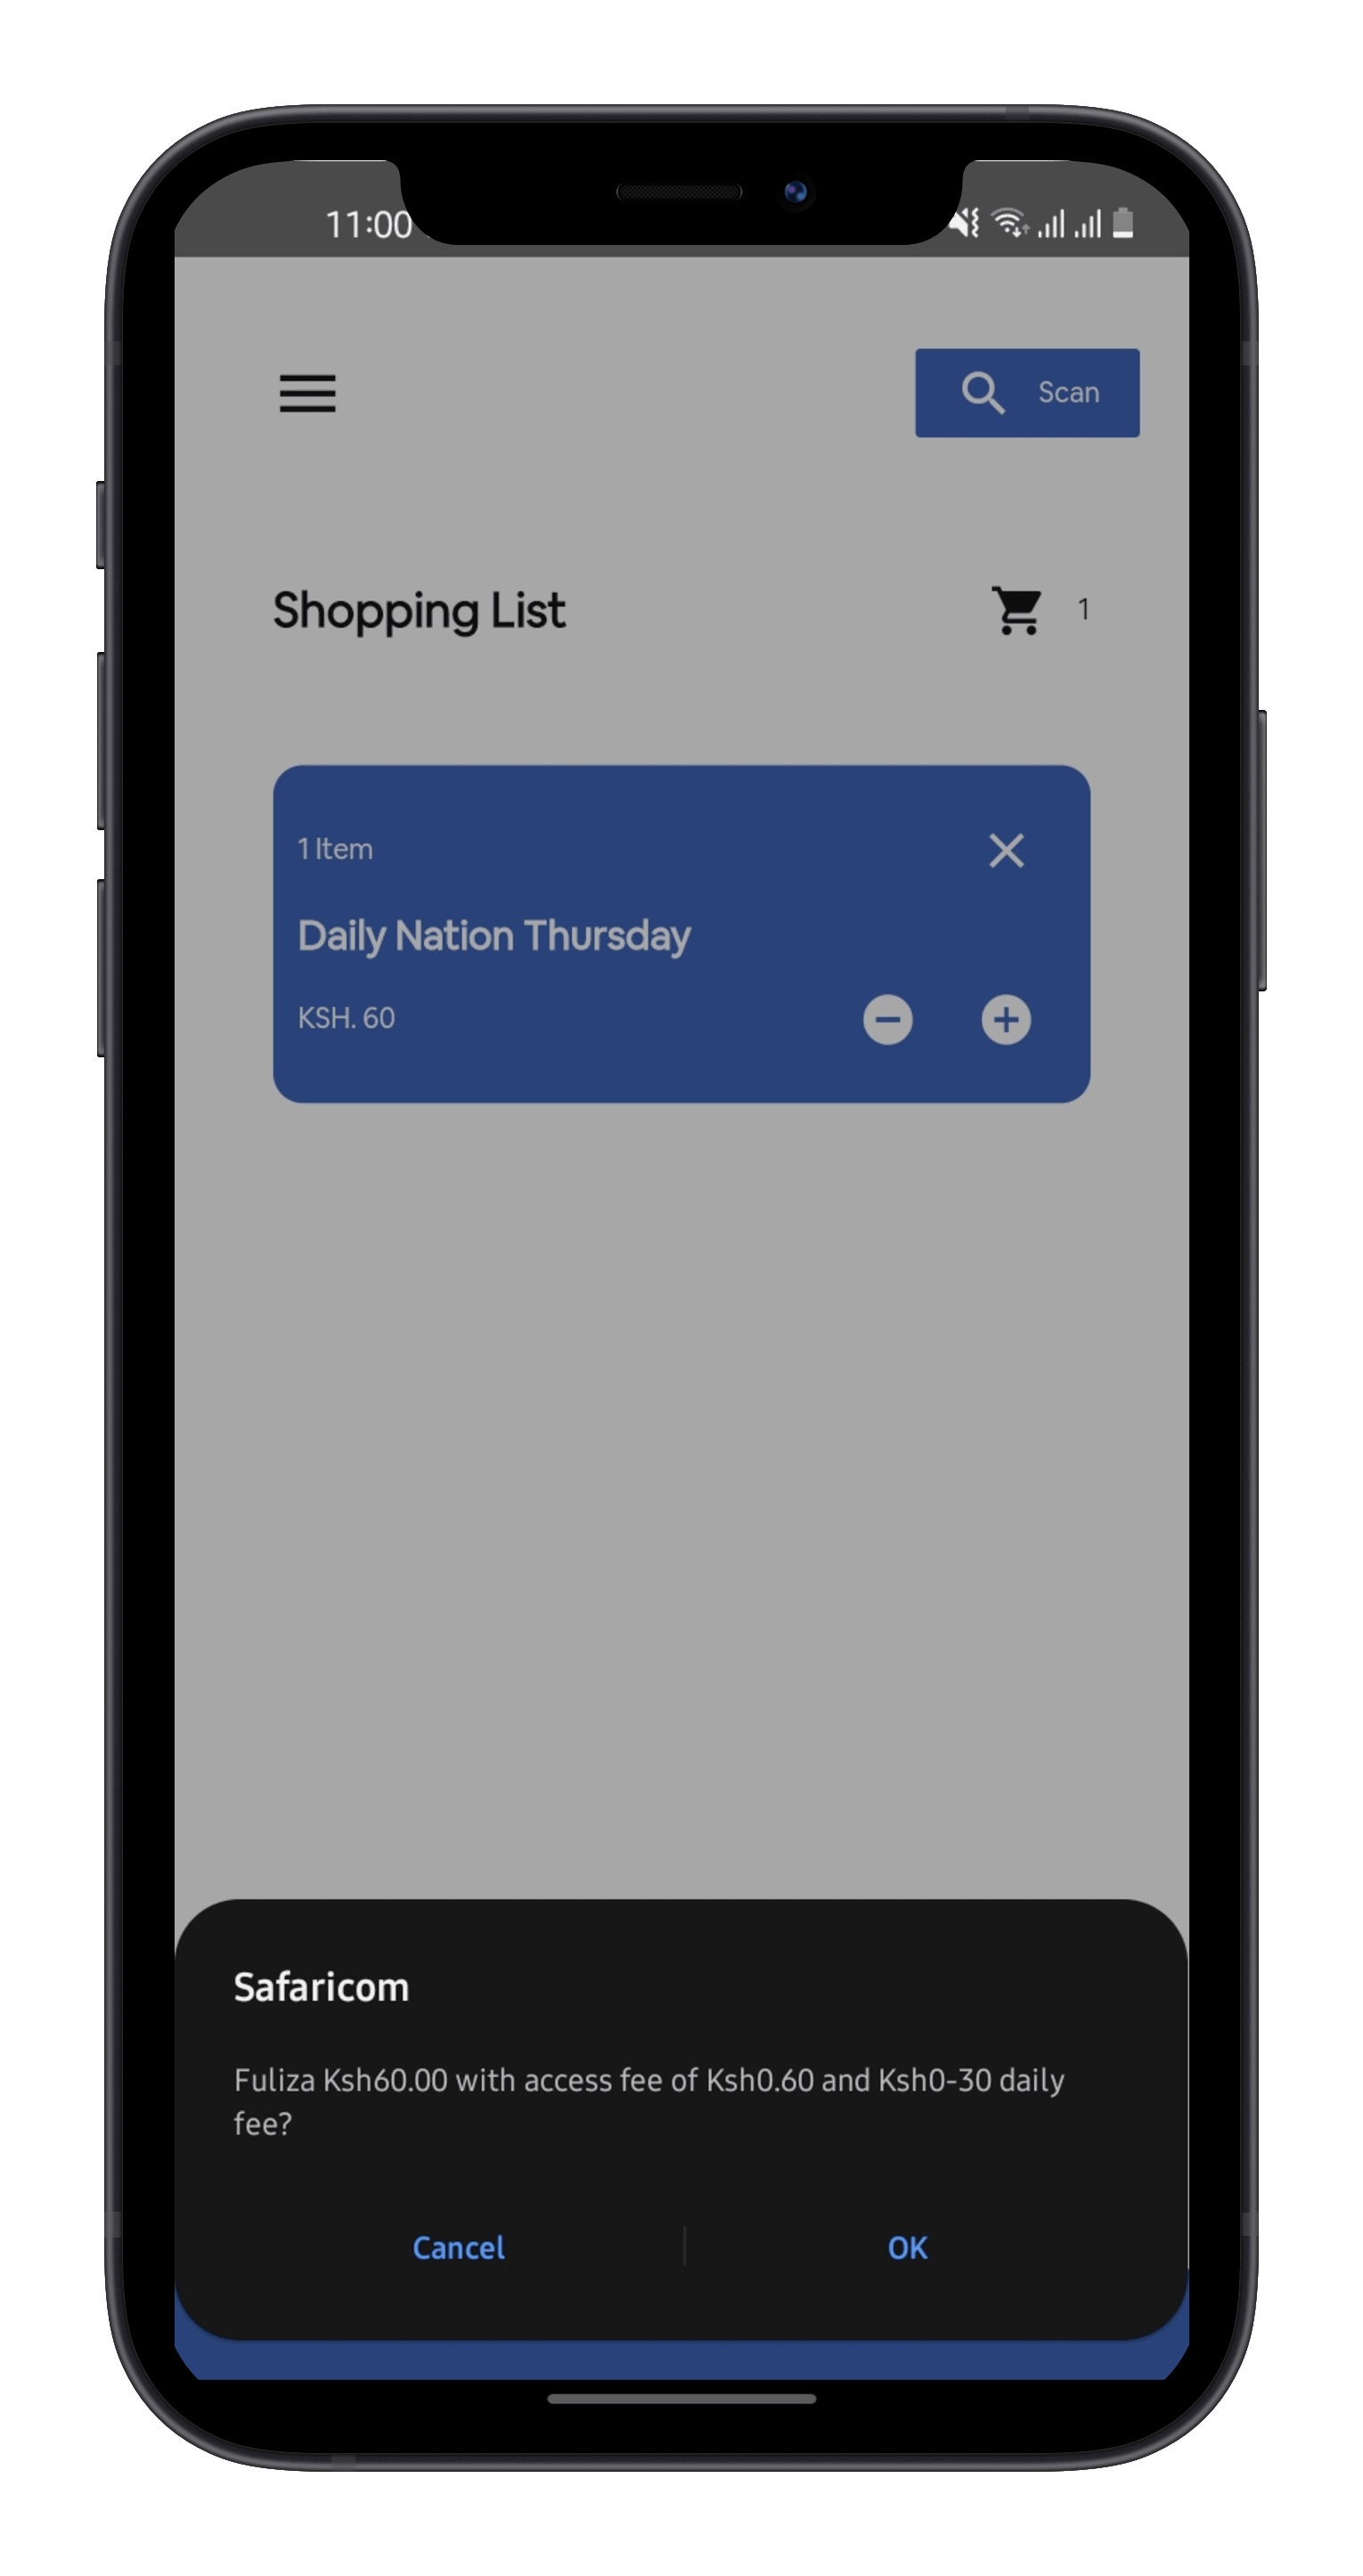 11:00
Scan
Shopping List
1
1 Item
Daily Nation Thursday
KSH. 60
Safaricom
Fuliza Ksh60.00 with access fee of Ksh0.60 and Ksh0-30 daily
fee?
Cancel
OK